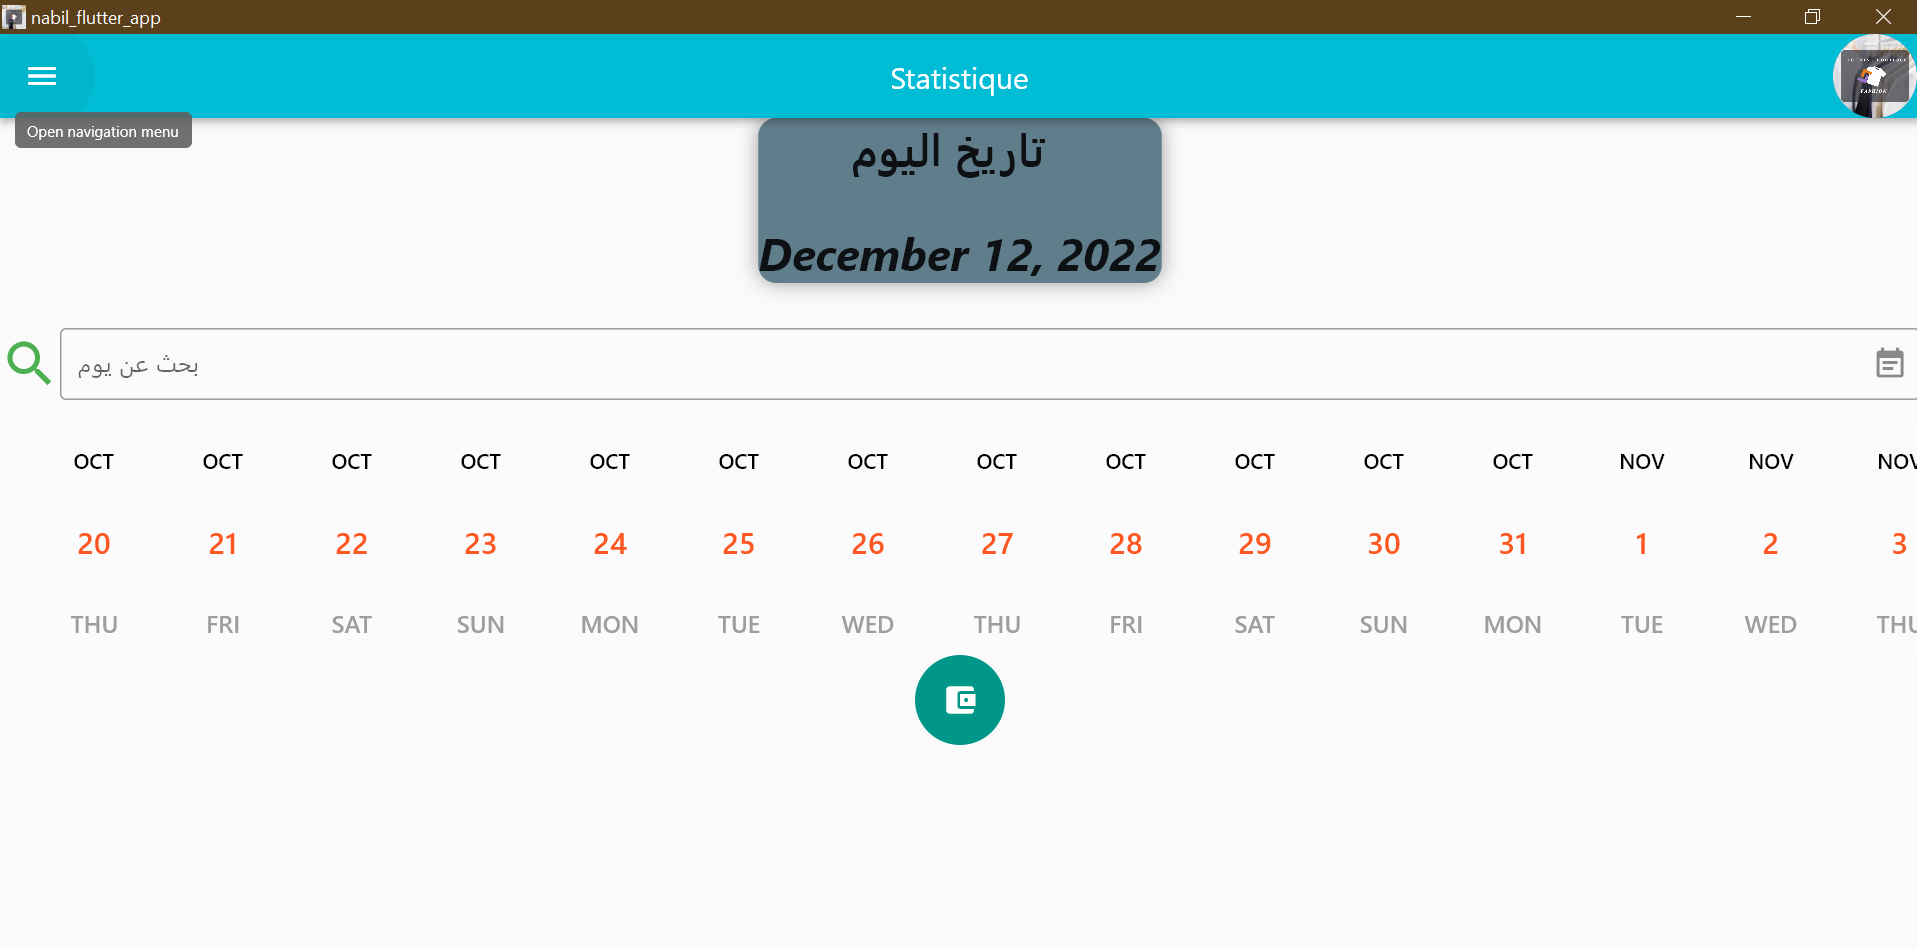 nabil_flutter_app
Statistique
FASHION
Open navigation menu
تاريخ اليوم
December 12, 2022
بحث عن يوم
OCT OCT OCT OCT OCT OCT OCT OCT OCT OCT OCT OCT NOV NOV NOV
20 21 22 23 24 25 26 27 28 29 30 31 1 2 3
THU FRI SAT SUN MON TUE WED THU FRI SAT SUN MON TUE WED THU